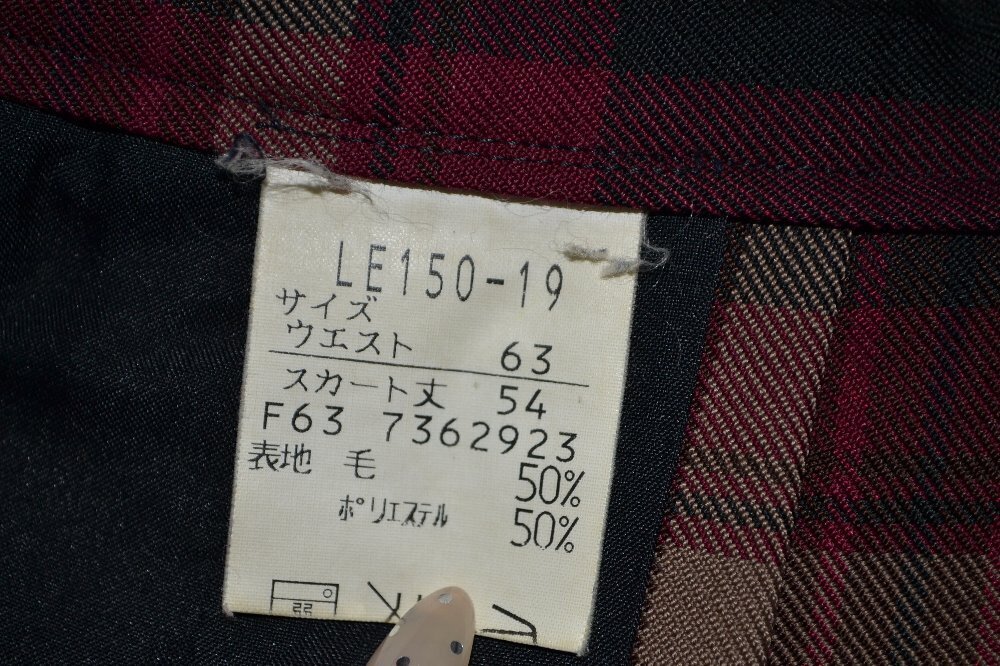 LE150-19
サイズ
ウエスト 63
スカート丈 54
F63 7362923
表地 毛 50%
ポリエステル 50%